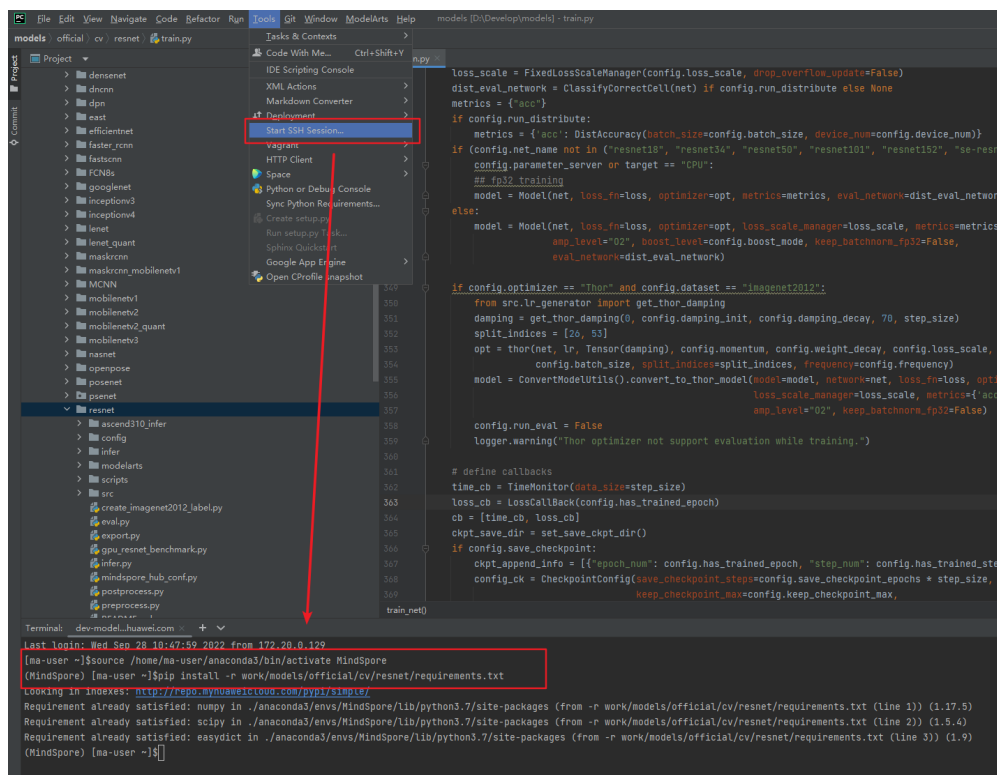 PC File Edit View Navigate Code Refactor Run Tools Git Window ModelArts Help models [D:\Develop\models] - train.py
models official cv resnet train.py
Project
Project
Commit
densenet
dncnn
dpn
east
efficientnet
faster_rcnn
fastscnn
FCN8s
googlenet
inceptionv3
inceptionv4
lenet
lenet_quant
maskrcnn
maskrcnn_mobilenetv1
MCNN
mobilenetv1
mobilenetv2
mobilenetv2_quant
mobilenetv3
nasnet
openpose
posenet
psenet
resnet
ascend310_infer
config
infer
modelarts
scripts
src
create_imagenet2012_label.py
eval.py
export.py
gpu_resnet_benchmark.py
infer.py
mindspore_hub_conf.py
postprocess.py
preprocess.py
Tasks & Contexts
Code With Me... Ctrl+Shift+Y
IDE Scripting Console
XML Actions
Markdown Converter
Deployment
Start SSH Session...
Vagrant
HTTP Client
Space
Python or Debug Console
Sync Python Requirements...
Create setup.py
Run setup.py Task...
Sphinx Quickstart
Google App Engine
Open CProfile snapshot
n.py
loss_scale = FixedLossScaleManager(config.loss_scale, drop_overflow_update=False)
dist_eval_network = ClassifyCorrectCell(net) if config.run_distribute else None
metrics = {"acc"}
if config.run_distribute:
metrics = {'acc': DistAccuracy(batch_size=config.batch_size, device_num=config.device_num)}
if (config.net_name not in ("resnet18", "resnet34", "resnet50", "resnet101", "resnet152", "se-resn
config.parameter_server or target == "CPU":
## fp32 training
model = Model(net, loss_fn=loss, optimizer=opt, metrics=metrics, eval_network=dist_eval_networ
else:
model = Model(net, loss_fn=loss, optimizer=opt, loss_scale_manager=loss_scale, metrics=metrics
amp_level="O2", boost_level=config.boost_mode, keep_batchnorm_fp32=False,
eval_network=dist_eval_network)
349 if config.optimizer == "Thor" and config.dataset == "imagenet2012":
350 from src.lr_generator import get_thor_damping
351 damping = get_thor_damping(0, config.damping_init, config.damping_decay, 70, step_size)
352 split_indices = [26, 53]
353 opt = thor(net, lr, Tensor(damping), config.momentum, config.weight_decay, config.loss_scale,
354 config.batch_size, split_indices=split_indices, frequency=config.frequency)
355 model = ConvertModelUtils().convert_to_thor_model(model=model, network=net, loss_fn=loss, opti
356 loss_scale_manager=loss_scale, metrics={'acc
357 amp_level="O2", keep_batchnorm_fp32=False)
358 config.run_eval = False
359 logger.warning("Thor optimizer not support evaluation while training.")
360
361 # define callbacks
362 time_cb = TimeMonitor(data_size=step_size)
363 loss_cb = LossCallBack(config.has_trained_epoch)
364 cb = [time_cb, loss_cb]
365 ckpt_save_dir = set_save_ckpt_dir()
366 if config.save_checkpoint:
367 ckpt_append_info = [{"epoch_num": config.has_trained_epoch, "step_num": config.has_trained_ste
368 config_ck = CheckpointConfig(save_checkpoint_steps=config.save_checkpoint_epochs * step_size,
369 keep_checkpoint_max=config.keep_checkpoint_max,
train_net()
Terminal: dev-model...huawei.com
Last login: Wed Sep 28 10:47:59 2022 from 172.20.0.129
[ma-user ~]$source /home/ma-user/anaconda3/bin/activate MindSpore
(MindSpore) [ma-user ~]$pip install -r work/models/official/cv/resnet/requirements.txt
Looking in indexes: http://repo.myhuaweicloud.com/pypi/simple/
Requirement already satisfied: numpy in ./anaconda3/envs/MindSpore/lib/python3.7/site-packages (from -r work/models/official/cv/resnet/requirements.txt (line 1)) (1.17.5)
Requirement already satisfied: scipy in ./anaconda3/envs/MindSpore/lib/python3.7/site-packages (from -r work/models/official/cv/resnet/requirements.txt (line 2)) (1.5.4)
Requirement already satisfied: easydict in ./anaconda3/envs/MindSpore/lib/python3.7/site-packages (from -r work/models/official/cv/resnet/requirements.txt (line 3)) (1.9)
(MindSpore) [ma-user ~]$